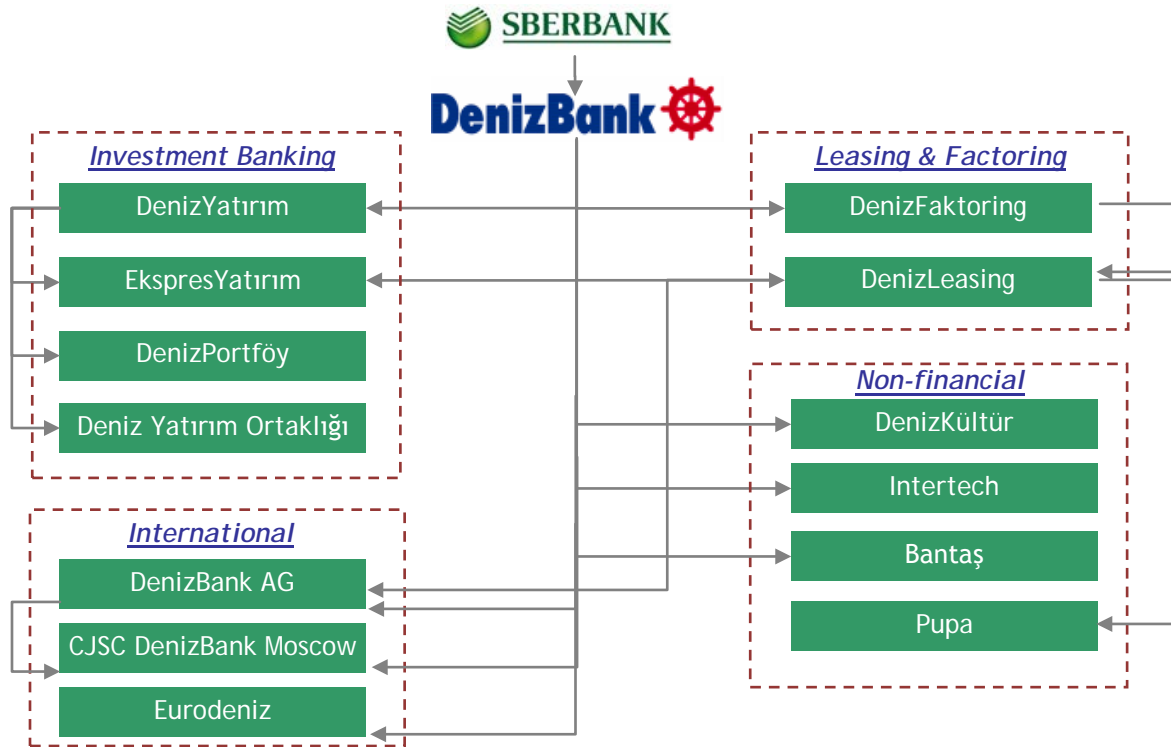 SBERBANK
DenizBank
Investment Banking
DenizYatırım
EkspresYatırım
DenizPortföy
Deniz Yatırım Ortaklığı
International
DenizBank AG
CJSC DenizBank Moscow
Eurodeniz
Leasing & Factoring
DenizFaktoring
DenizLeasing
Non-financial
DenizKültür
Intertech
Bantaş
Pupa